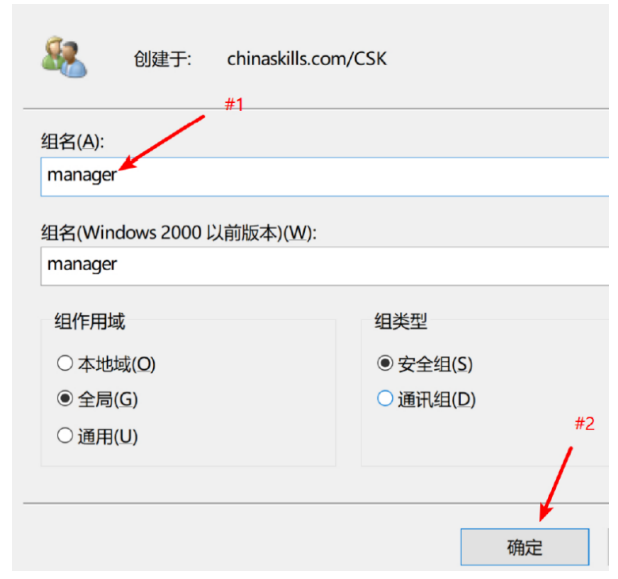 创建于: chinaskills.com/CSK
#1
组名(A):
manager
组名(Windows 2000 以前版本)(W):
manager
组作用域 组类型
本地域(O) 安全组(S)
全局(G) 通讯组(D)
通用(U)
#2
确定